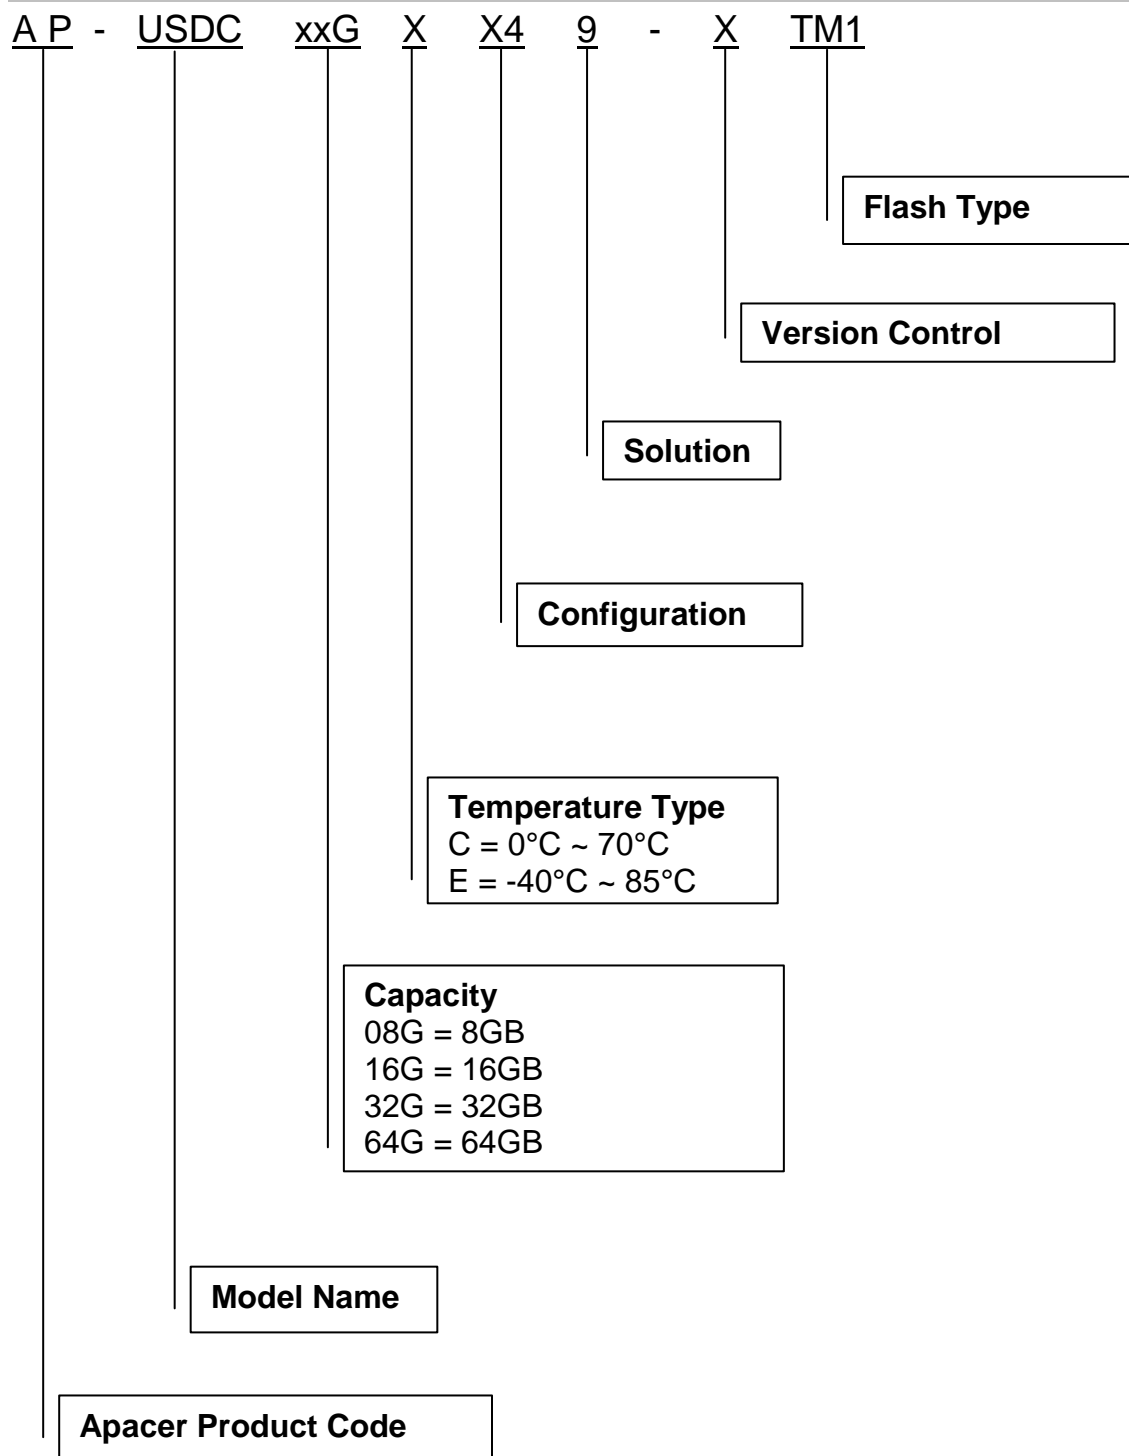 A P - USDC xxG X X4 9 - X TM1
Flash Type
Version Control
Solution
Configuration
Temperature Type
C = 0°C ~ 70°C
E = -40°C ~ 85°C
Capacity
08G = 8GB
16G = 16GB
32G = 32GB
64G = 64GB
Model Name
Apacer Product Code